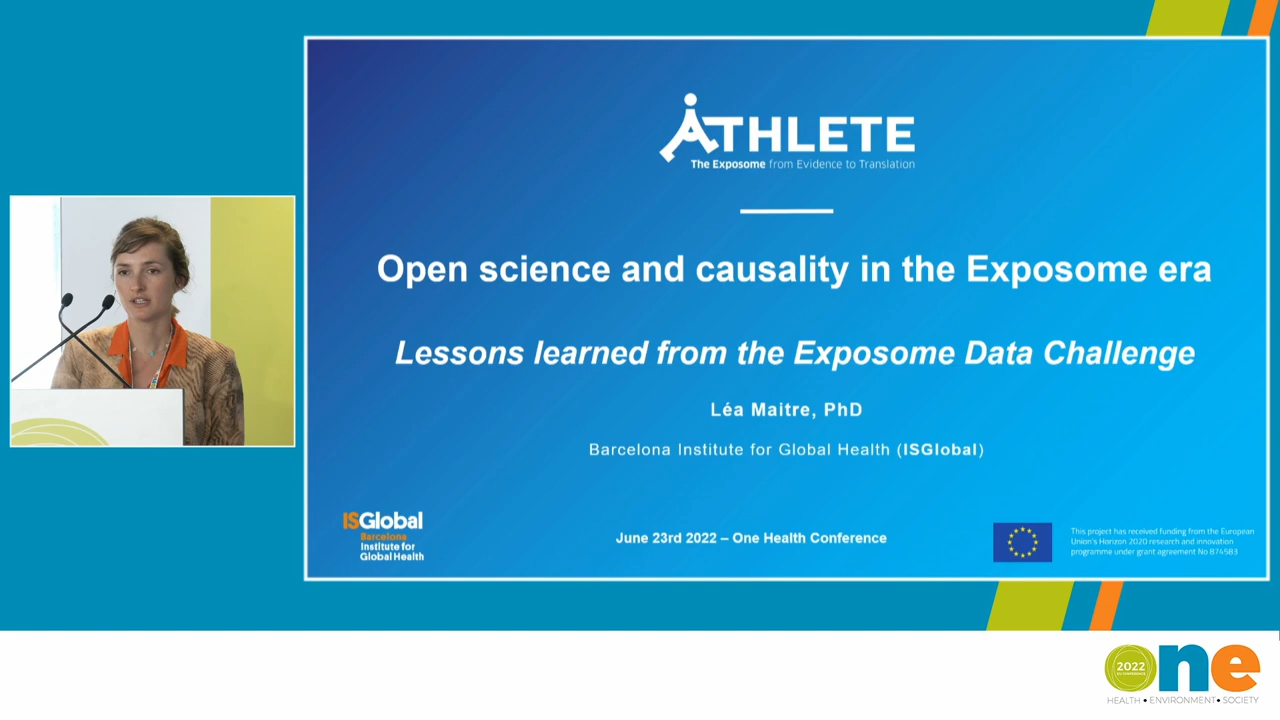 ATHLETE
The Exposome from Evidence to Translation
Open science and causality in the Exposome era
Lessons learned from the Exposome Data Challenge
Léa Maitre, PhD
Barcelona Institute for Global Health (ISGlobal)
ISGlobal
Barcelona
Institute for
Global Health
June 23rd 2022 – One Health Conference
This project has received funding from the European
Union's Horizon 2020 research and innovation
programme under grant agreement No 874583
2022
one
HEALTH • ENVIRONMENT • SOCIETY